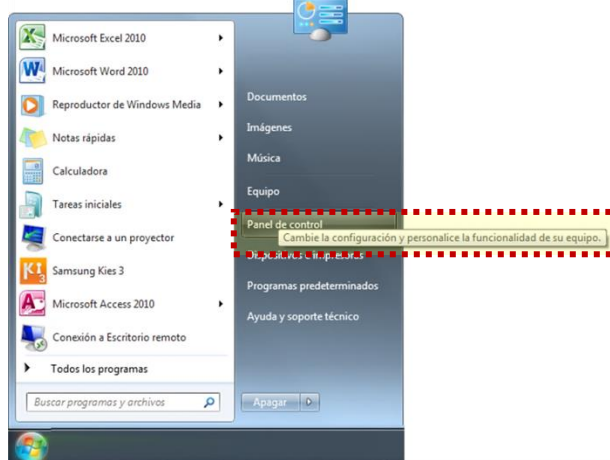 Microsoft Excel 2010
Microsoft Word 2010
Reproductor de Windows Media
Notas rápidas
Calculadora
Tareas iniciales
Conectarse a un proyector
Samsung Kies 3
Microsoft Access 2010
Conexión a Escritorio remoto
Todos los programas
Buscar programas y archivos
Documentos
Imágenes
Música
Equipo
Panel de control
Cambie la configuración y personalice la funcionalidad de su equipo.
Dispositivos e impresoras
Programas predeterminados
Ayuda y soporte técnico
Apagar